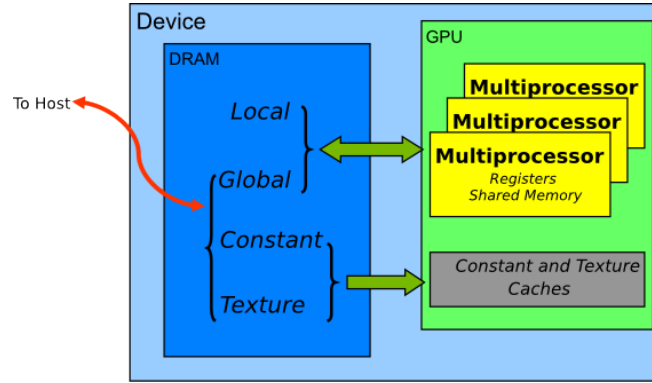 Device
GPU
DRAM
Multiprocessor
To Host
Local
Multiprocessor
Multiprocessor
Global
Registers
Shared Memory
Constant
Constant and Texture
Caches
Texture